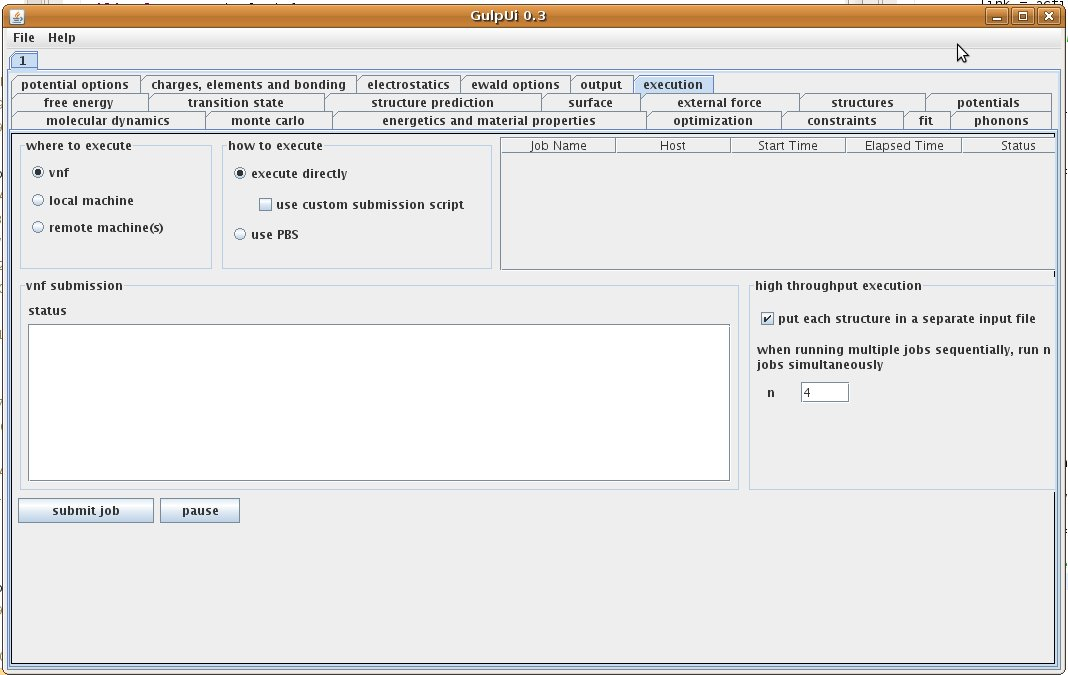 GulpUi 0.3
File Help
1
potential options charges, elements and bonding electrostatics ewald options output execution
free energy transition state structure prediction surface external force structures potentials
molecular dynamics monte carlo energetics and material properties optimization constraints fit phonons
where to execute
vnf
local machine
remote machine(s)
how to execute
execute directly
use custom submission script
use PBS
Job Name Host Start Time Elapsed Time Status
vnf submission
status
high throughput execution
put each structure in a separate input file
when running multiple jobs sequentially, run n
jobs simultaneously
n 4
submit job pause